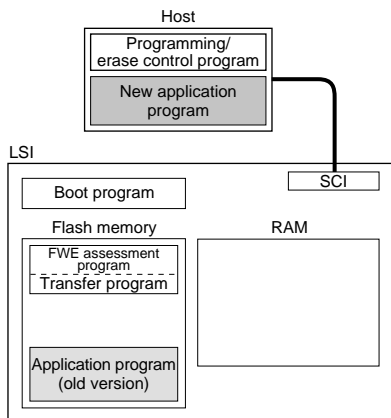 Host
Programming/
erase control program
New application
program
LSI
SCI
Boot program
Flash memory
RAM
FWE assessment
program
Transfer program
Application program
(old version)